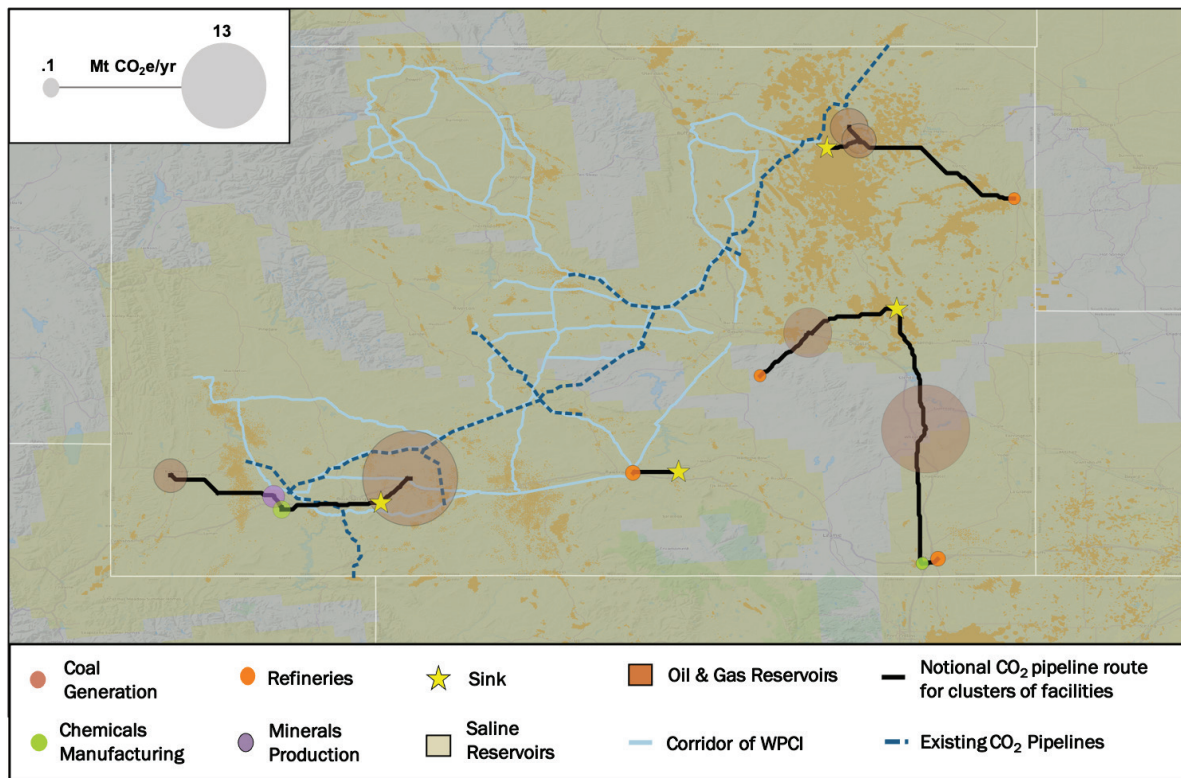 13
.1
Mt CO₂e/yr
Coal
Generation
Refineries
Sink
Oil & Gas Reservoirs
Notional CO₂ pipeline route
for clusters of facilities
Chemicals
Manufacturing
Minerals
Production
Saline
Reservoirs
Corridor of WPCI
Existing CO₂ Pipelines